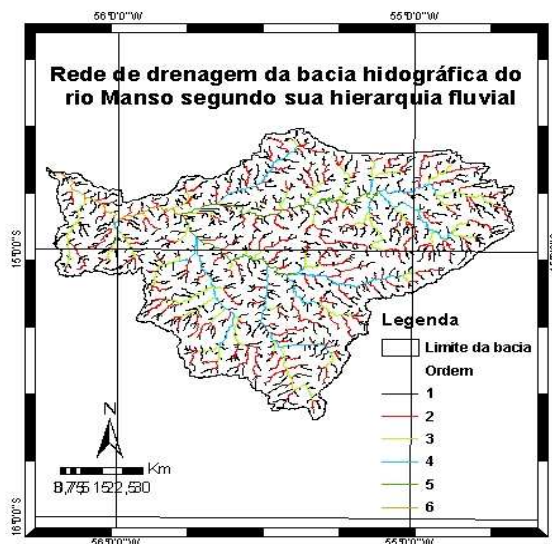 56°0'0"W 55°0'0"W
Rede de drenagem da bacia hidográfica do
rio Manso segundo sua hierarquia fluvial
15°0'0"S
Legenda
Limite da bacia
Ordem
1
2
3
4
5
6
N
Km
16°0'0"S
56°0'0"W 55°0'0"W